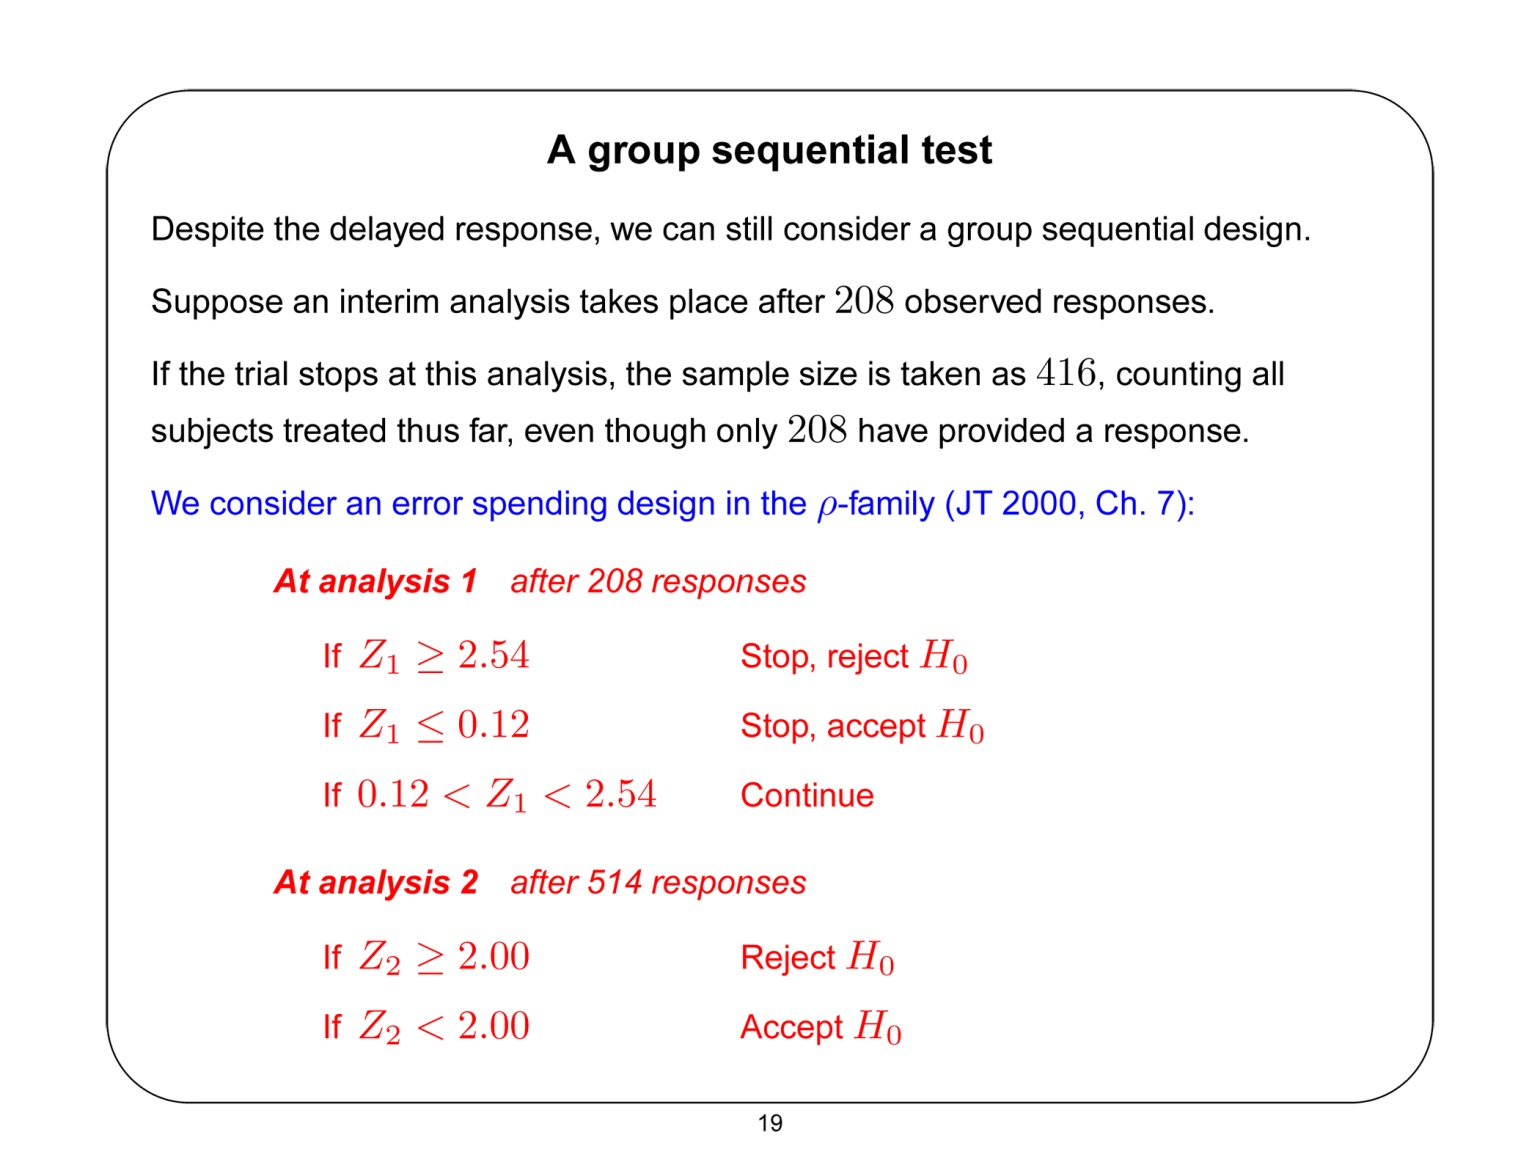 A group sequential test
Despite the delayed response, we can still consider a group sequential design.
Suppose an interim analysis takes place after 208 observed responses.
If the trial stops at this analysis, the sample size is taken as 416, counting all
subjects treated thus far, even though only 208 have provided a response.
We consider an error spending design in the ρ-family (JT 2000, Ch. 7):
At analysis 1 after 208 responses
If Z₁ ≥ 2.54 Stop, reject H₀
If Z₁ ≤ 0.12 Stop, accept H₀
If 0.12 < Z₁ < 2.54 Continue
At analysis 2 after 514 responses
If Z₂ ≥ 2.00 Reject H₀
If Z₂ < 2.00 Accept H₀
19